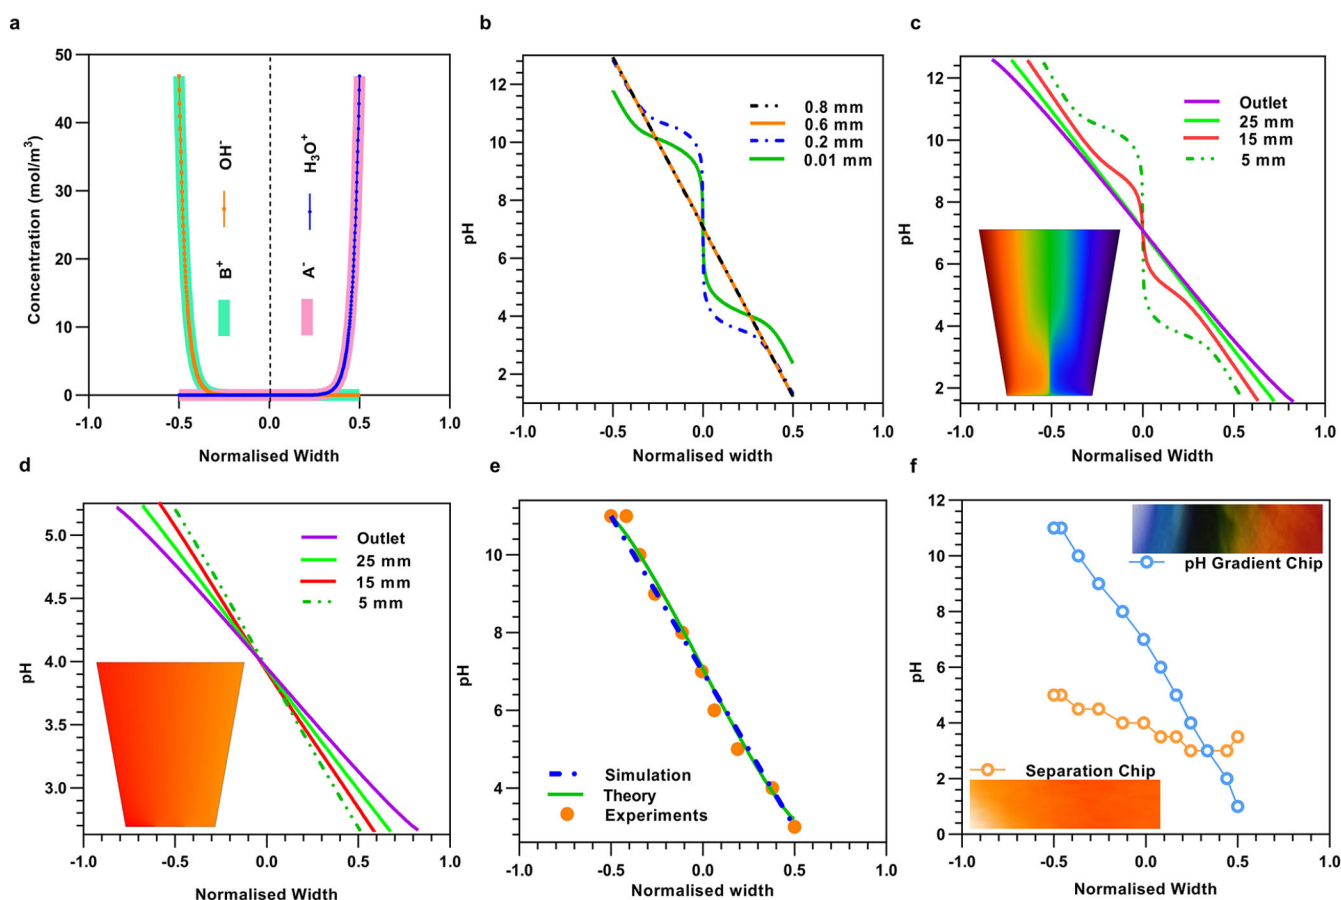 a
50
40
30
20
10
0
Concentration (mol/m³)
OH⁻
H₃O⁺
B⁺
A⁻
-1.0 -0.5 0.0 0.5 1.0
Normalised Width
b
12
10
8
6
4
2
pH
0.8 mm
0.6 mm
0.2 mm
0.01 mm
-1.0 -0.5 0.0 0.5 1.0
Normalised width
c
12
10
8
6
4
2
pH
Outlet
25 mm
15 mm
5 mm
-1.0 -0.5 0.0 0.5 1.0
Normalised Width
d
5.0
4.5
4.0
3.5
3.0
pH
Outlet
25 mm
15 mm
5 mm
-1.0 -0.5 0.0 0.5 1.0
Normalised Width
e
10
8
6
4
pH
Simulation
Theory
Experiments
-1.0 -0.5 0.0 0.5 1.0
Normalised width
f
12
10
8
6
4
2
0
pH
pH Gradient Chip
Separation Chip
-1.0 -0.5 0.0 0.5 1.0
Normalised Width